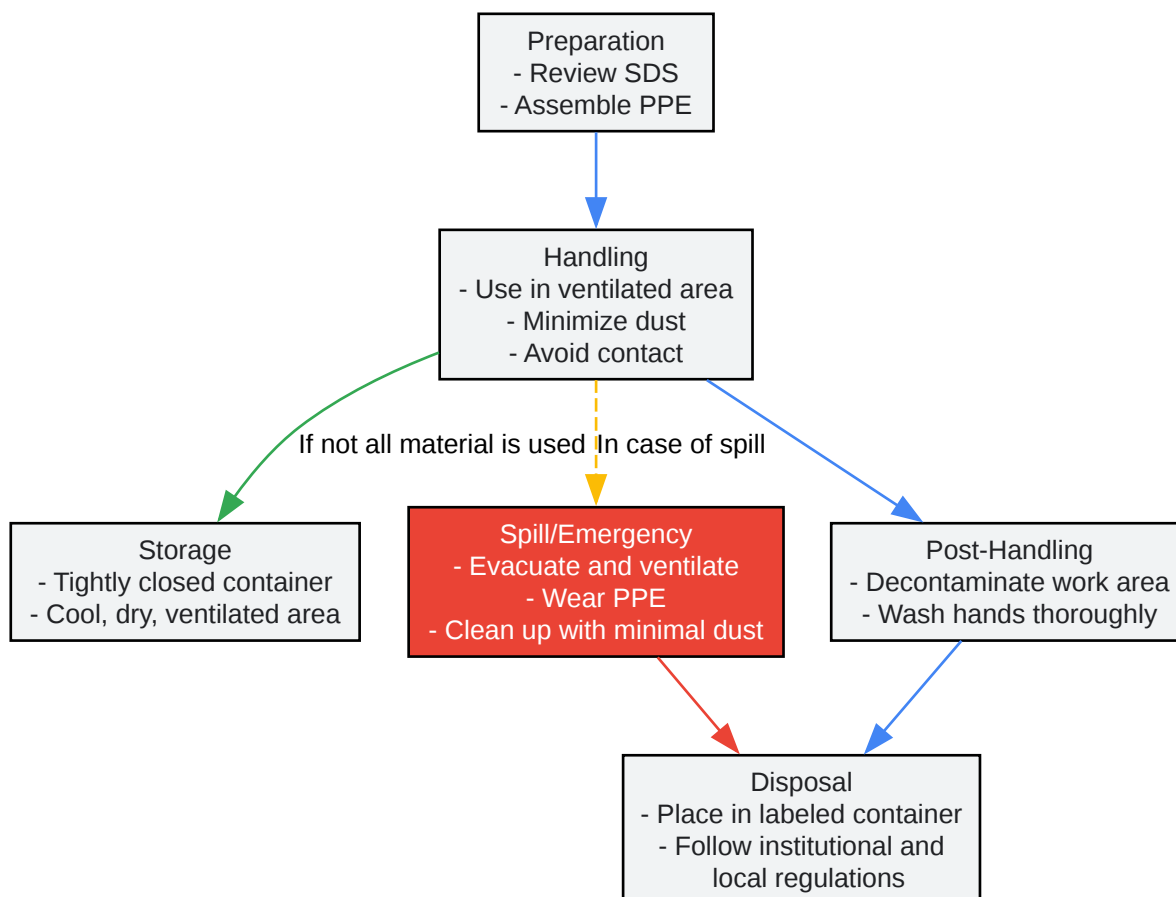 Preparation
- Review SDS
- Assemble PPE
Handling
- Use in ventilated area
- Minimize dust
- Avoid contact
If not all material is used
In case of spill
Storage
- Tightly closed container
- Cool, dry, ventilated area
Spill/Emergency
- Evacuate and ventilate
- Wear PPE
- Clean up with minimal dust
Post-Handling
- Decontaminate work area
- Wash hands thoroughly
Disposal
- Place in labeled container
- Follow institutional and
local regulations